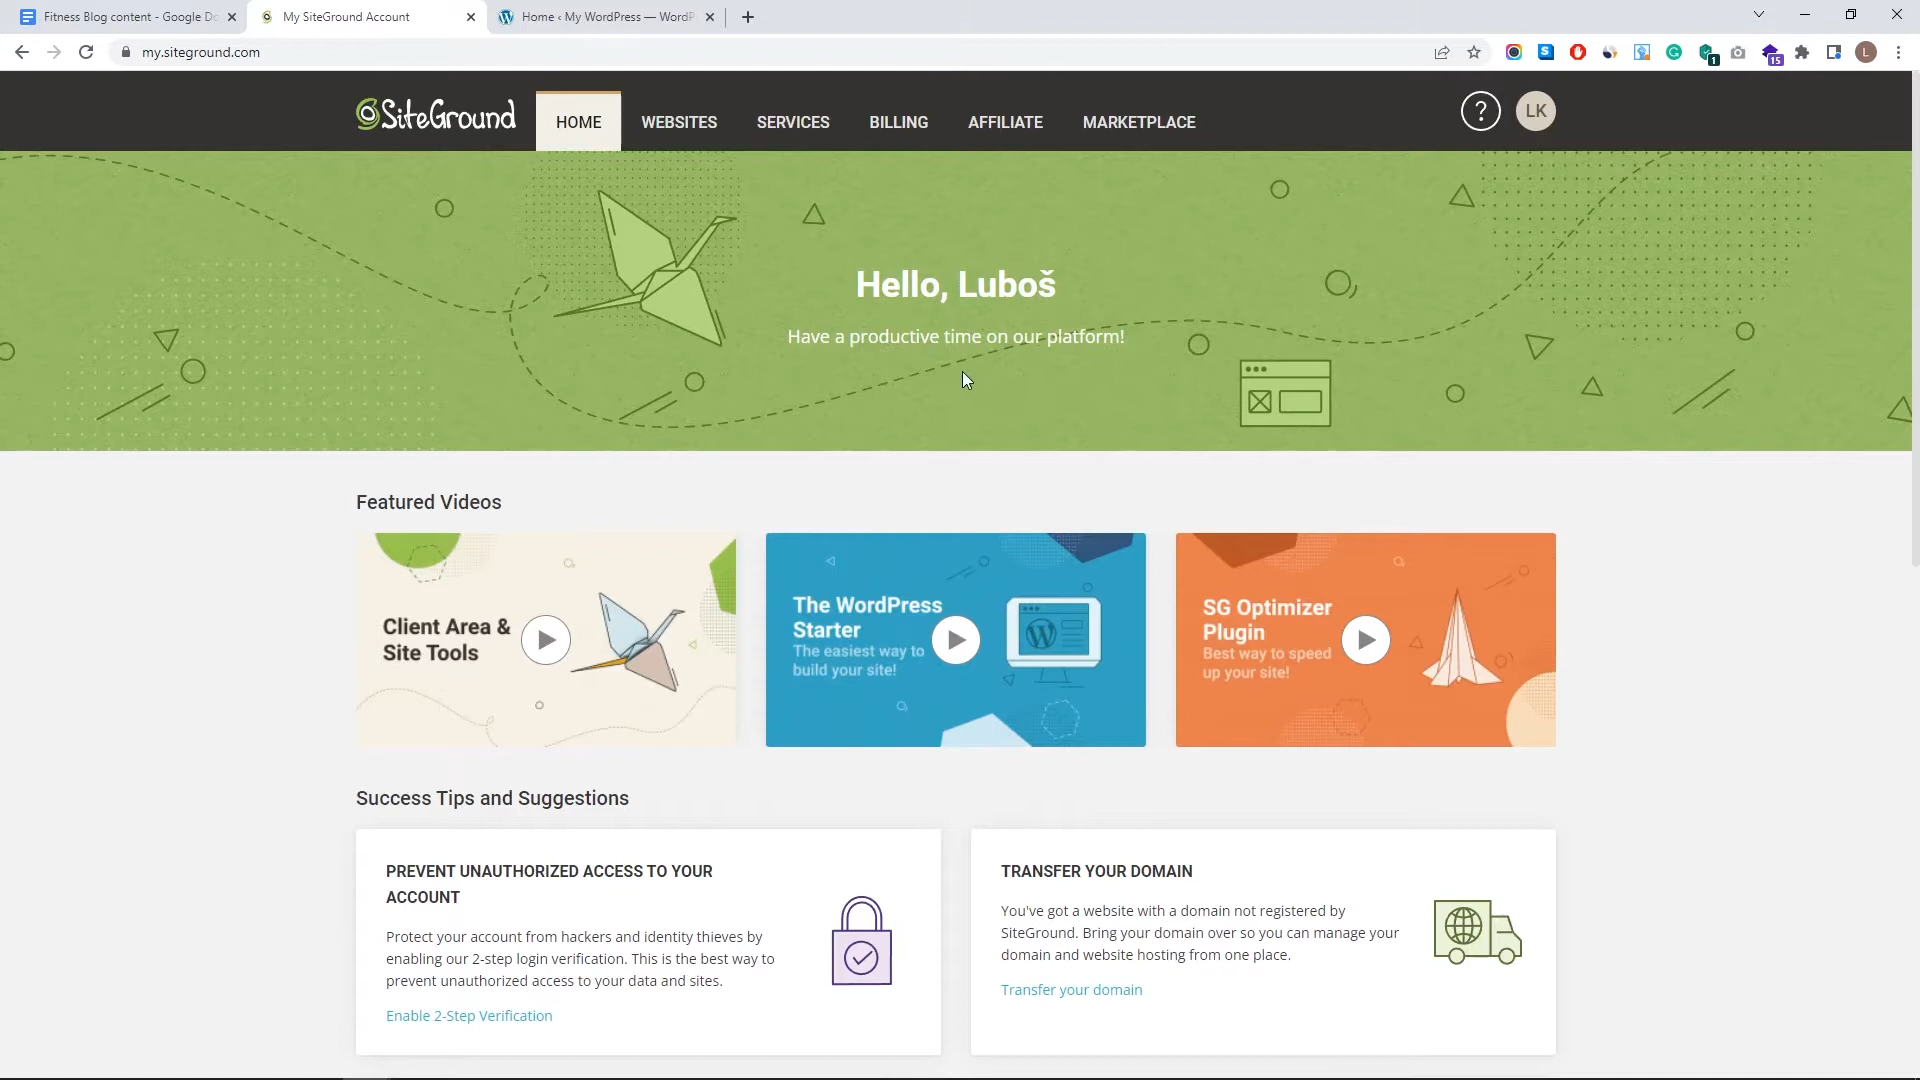 Fitness Blog content - Google Do
My SiteGround Account
Home ‹ My WordPress — WordP
my.siteground.com
S
1
15
L
SiteGround
HOME
WEBSITES
SERVICES
BILLING
AFFILIATE
MARKETPLACE
?
LK
Hello, Luboš
Have a productive time on our platform!
Featured Videos
Client Area &
Site Tools
The WordPress
Starter
The easiest way to
build your site!
SG Optimizer
Plugin
Best way to speed
up your site!
Success Tips and Suggestions
PREVENT UNAUTHORIZED ACCESS TO YOUR
ACCOUNT
Protect your account from hackers and identity thieves by
enabling our 2-step login verification. This is the best way to
prevent unauthorized access to your data and sites.
Enable 2-Step Verification
TRANSFER YOUR DOMAIN
You've got a website with a domain not registered by
SiteGround. Bring your domain over so you can manage your
domain and website hosting from one place.
Transfer your domain